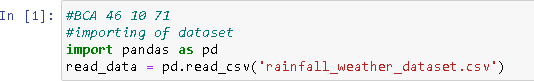 In [1]: #BCA 46 10 71
#importing of dataset
import pandas as pd
read_data = pd.read_csv('rainfall_weather_dataset.csv')